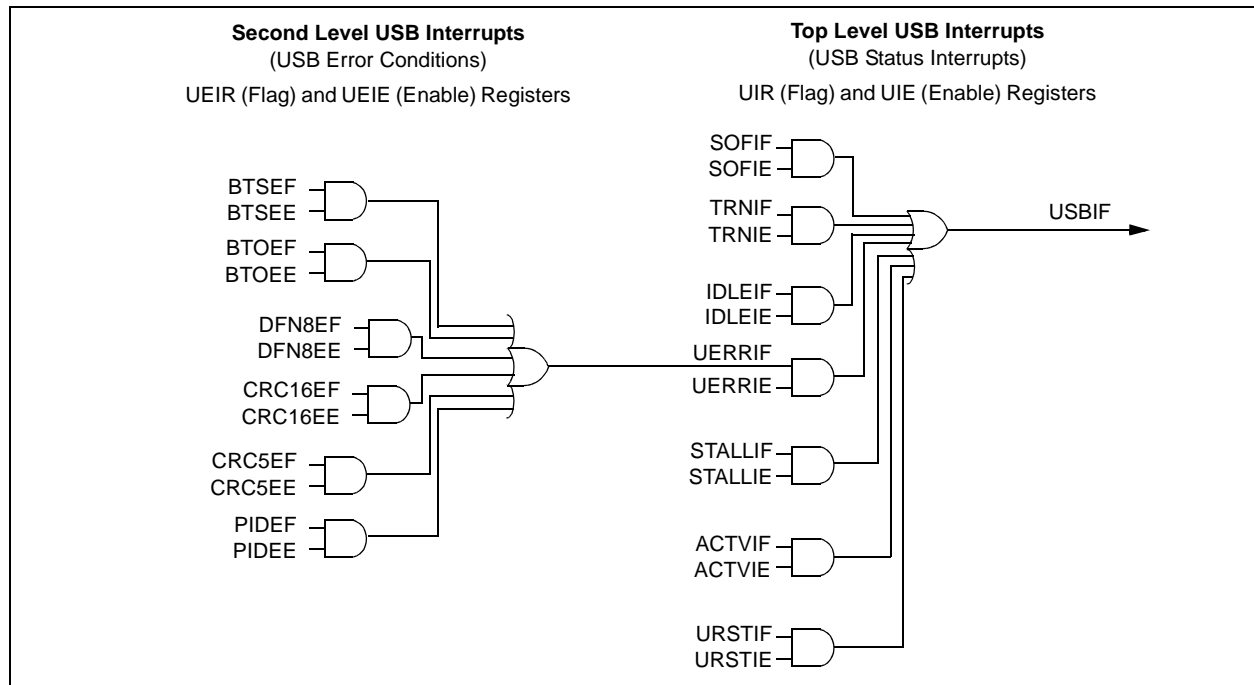 Second Level USB Interrupts
(USB Error Conditions)
UEIR (Flag) and UEIE (Enable) Registers
BTSEF
BTSEE
BTOEF
BTOEE
DFN8EF
DFN8EE
CRC16EF
CRC16EE
CRC5EF
CRC5EE
PIDEF
PIDEE
Top Level USB Interrupts
(USB Status Interrupts)
UIR (Flag) and UIE (Enable) Registers
SOFIF
SOFIE
TRNIF
TRNIE
IDLEIF
IDLEIE
UERRIF
UERRIE
STALLIF
STALLIE
ACTVIF
ACTVIE
URSTIF
URSTIE
USBIF